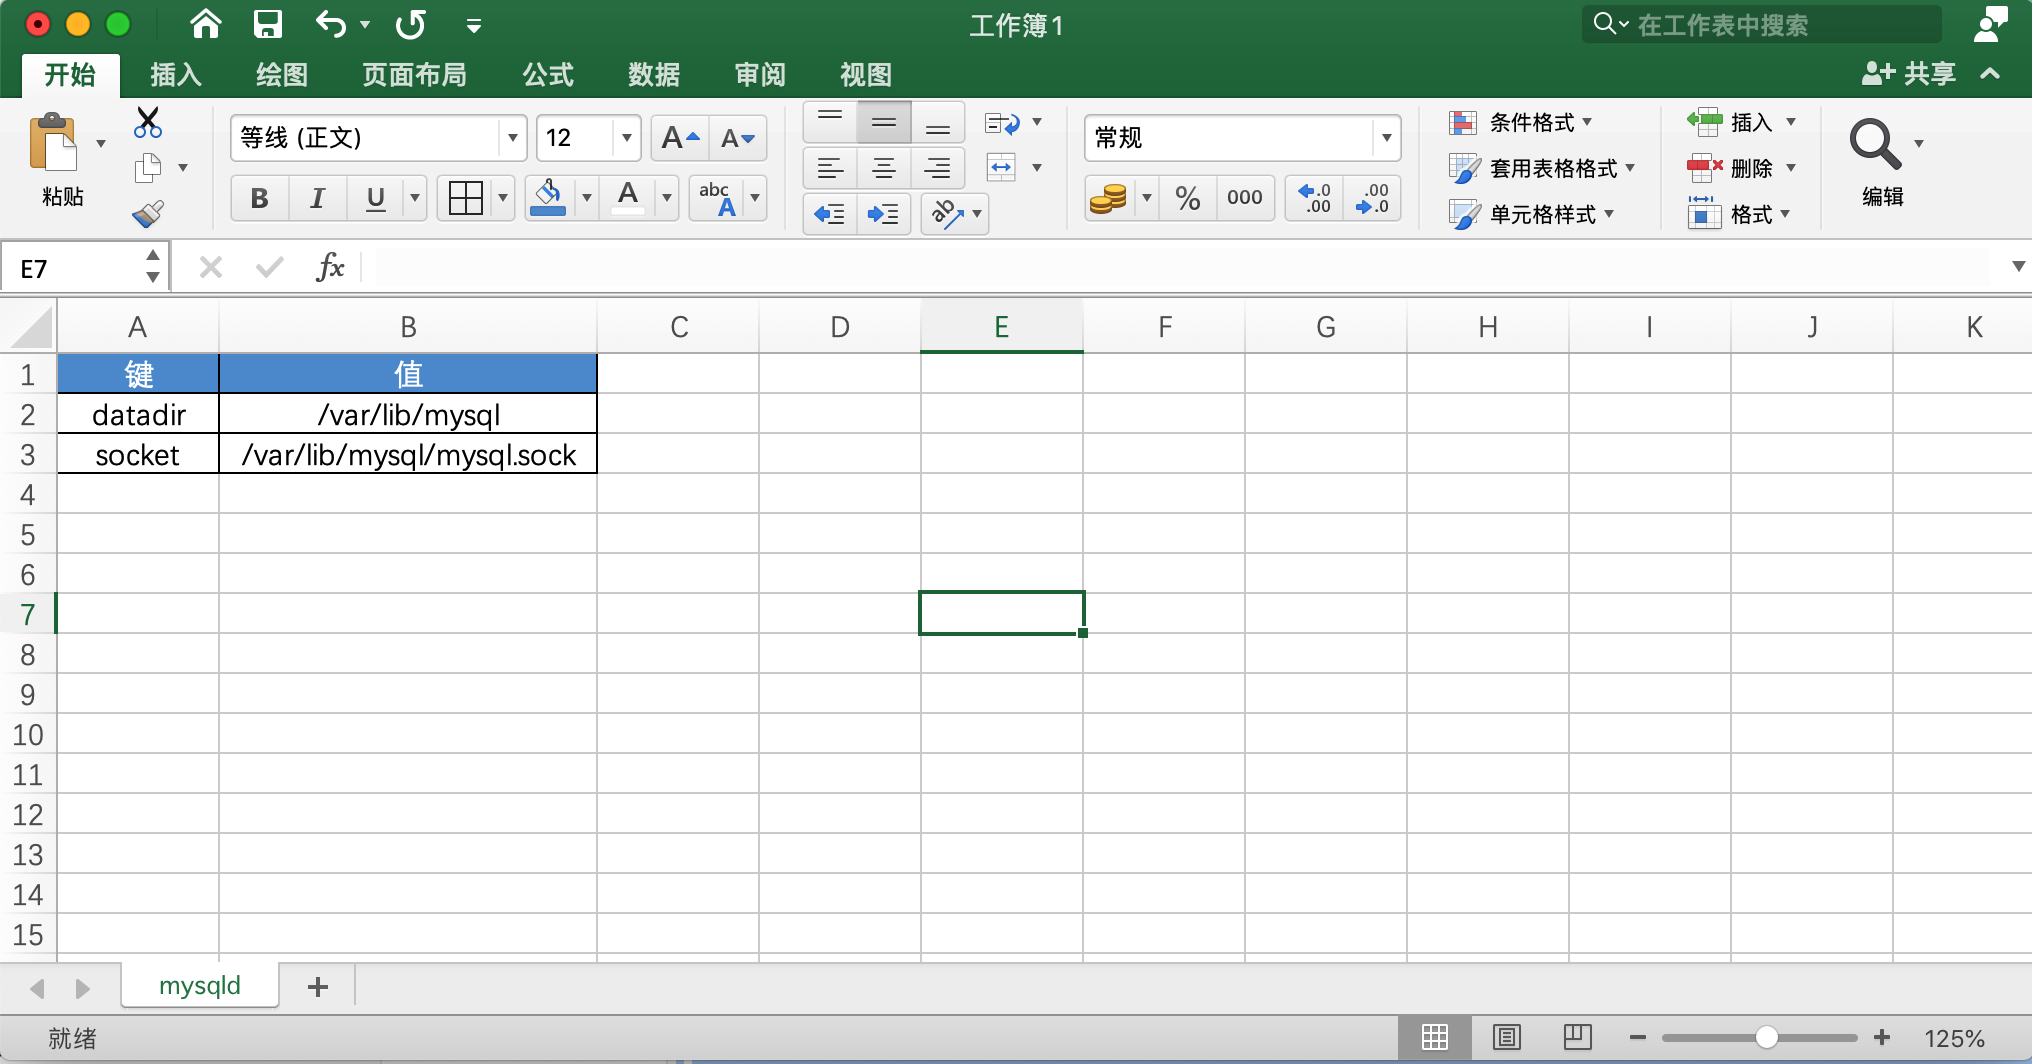 工作簿1
在工作表中搜索
开始 插入 绘图 页面布局 公式 数据 审阅 视图 共享
粘贴
等线 (正文) 12 A A
B I U A abc A
ab
常规
% 000 .0 .00 .00 .0
条件格式
套用表格格式
单元格样式
插入
删除
格式
编辑
E7 fx
A B C D E F G H I J K
1 键 值
2 datadir /var/lib/mysql
3 socket /var/lib/mysql/mysql.sock
4
5
6
7
8
9
10
11
12
13
14
15
mysqld
就绪 125%